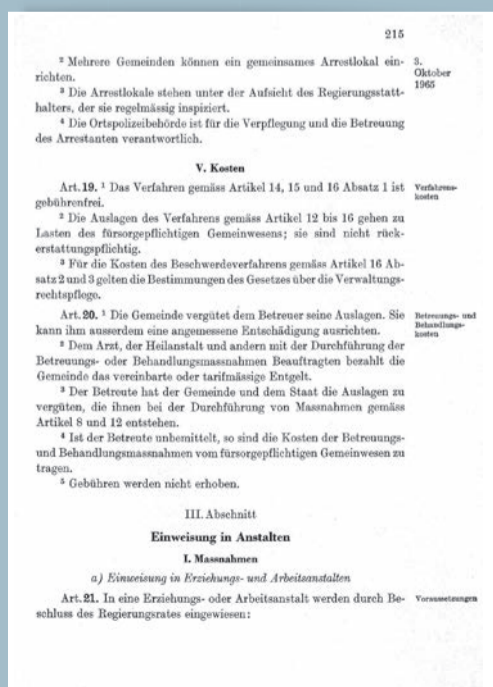 215
² Mehrere Gemeinden können ein gemeinsames Arrestlokal ein-
richten.
3.
Oktober
1965
³ Die Arrestlokale stehen unter der Aufsicht des Regierungsstatt-
halters, der sie regelmässig inspiziert.
⁴ Die Ortspolizeibehörde ist für die Verpflegung und die Betreuung
des Arrestanten verantwortlich.
V. Kosten
Art. 19. ¹ Das Verfahren gemäss Artikel 14, 15 und 16 Absatz 1 ist
gebührenfrei.
Verfahrens-
kosten
² Die Auslagen des Verfahrens gemäss Artikel 12 bis 16 gehen zu
Lasten des fürsorgepflichtigen Gemeinwesens; sie sind nicht rück-
erstattungspflichtig.
³ Für die Kosten des Beschwerdeverfahrens gemäss Artikel 16 Ab-
satz 2 und 3 gelten die Bestimmungen des Gesetzes über die Verwaltungs-
rechtspflege.
Art. 20. ¹ Die Gemeinde vergütet dem Betreuer seine Auslagen. Sie
kann ihm ausserdem eine angemessene Entschädigung ausrichten.
Betreuungs- und
Behandlungs-
kosten
² Dem Arzt, der Heilanstalt und andern mit der Durchführung der
Betreuungs- oder Behandlungsmassnahmen Beauftragten bezahlt die
Gemeinde das vereinbarte oder tarifmässige Entgelt.
³ Der Betreute hat der Gemeinde und dem Staat die Auslagen zu
vergüten, die ihnen bei der Durchführung von Massnahmen gemäss
Artikel 8 und 12 entstehen.
⁴ Ist der Betreute unbemittelt, so sind die Kosten der Betreuungs-
und Behandlungsmassnahmen vom fürsorgepflichtigen Gemeinwesen zu
tragen.
⁵ Gebühren werden nicht erhoben.
III. Abschnitt
Einweisung in Anstalten
I. Massnahmen
a) Einweisung in Erziehungs- und Arbeitsanstalten
Art. 21. In eine Erziehungs- oder Arbeitsanstalt werden durch Be-
schluss des Regierungsrates eingewiesen:
Voraussetzungen